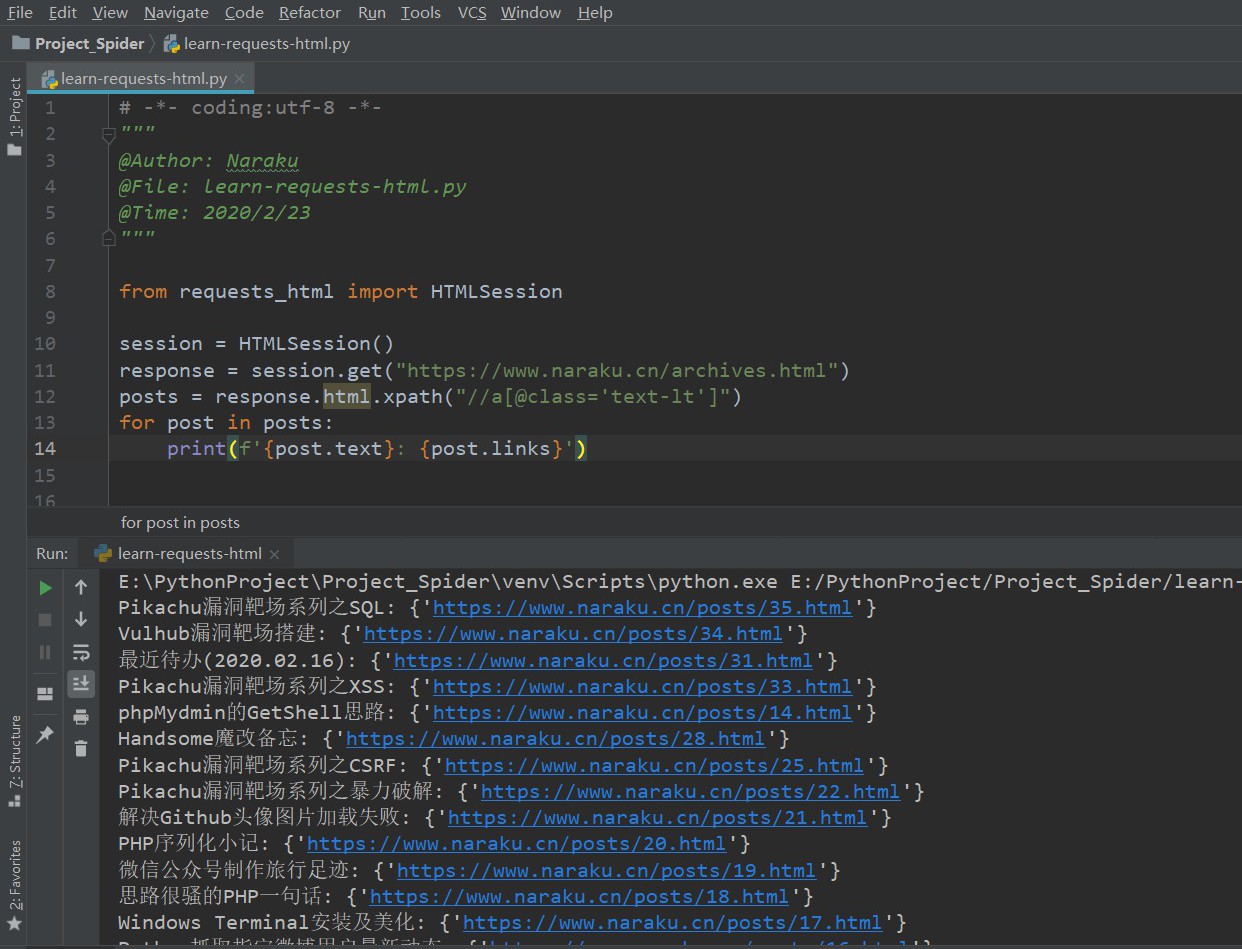 File Edit View Navigate Code Refactor Run Tools VCS Window Help
Project_Spider learn-requests-html.py
learn-requests-html.py
1: Project
1 # -*- coding:utf-8 -*-
2 """
3 @Author: Naraku
4 @File: learn-requests-html.py
5 @Time: 2020/2/23
6 """
7
8 from requests_html import HTMLSession
9
10 session = HTMLSession()
11 response = session.get("https://www.naraku.cn/archives.html")
12 posts = response.html.xpath("//a[@class='text-lt']")
13 for post in posts:
14     print(f'{post.text}: {post.links}')
15
16
for post in posts
Run: learn-requests-html
E:\PythonProject\Project_Spider\venv\Scripts\python.exe E:/PythonProject/Project_Spider/learn-
Pikachu漏洞靶场系列之SQL: {'https://www.naraku.cn/posts/35.html'}
Vulhub漏洞靶场搭建: {'https://www.naraku.cn/posts/34.html'}
最近待办(2020.02.16): {'https://www.naraku.cn/posts/31.html'}
Pikachu漏洞靶场系列之XSS: {'https://www.naraku.cn/posts/33.html'}
phpMydmin的GetShell思路: {'https://www.naraku.cn/posts/14.html'}
Handsome魔改备忘: {'https://www.naraku.cn/posts/28.html'}
Pikachu漏洞靶场系列之CSRF: {'https://www.naraku.cn/posts/25.html'}
Pikachu漏洞靶场系列之暴力破解: {'https://www.naraku.cn/posts/22.html'}
解决Github头像图片加载失败: {'https://www.naraku.cn/posts/21.html'}
PHP序列化小记: {'https://www.naraku.cn/posts/20.html'}
微信公众号制作旅行足迹: {'https://www.naraku.cn/posts/19.html'}
思路很骚的PHP一句话: {'https://www.naraku.cn/posts/18.html'}
Windows Terminal安装及美化: {'https://www.naraku.cn/posts/17.html'}
7: Structure
2: Favorites